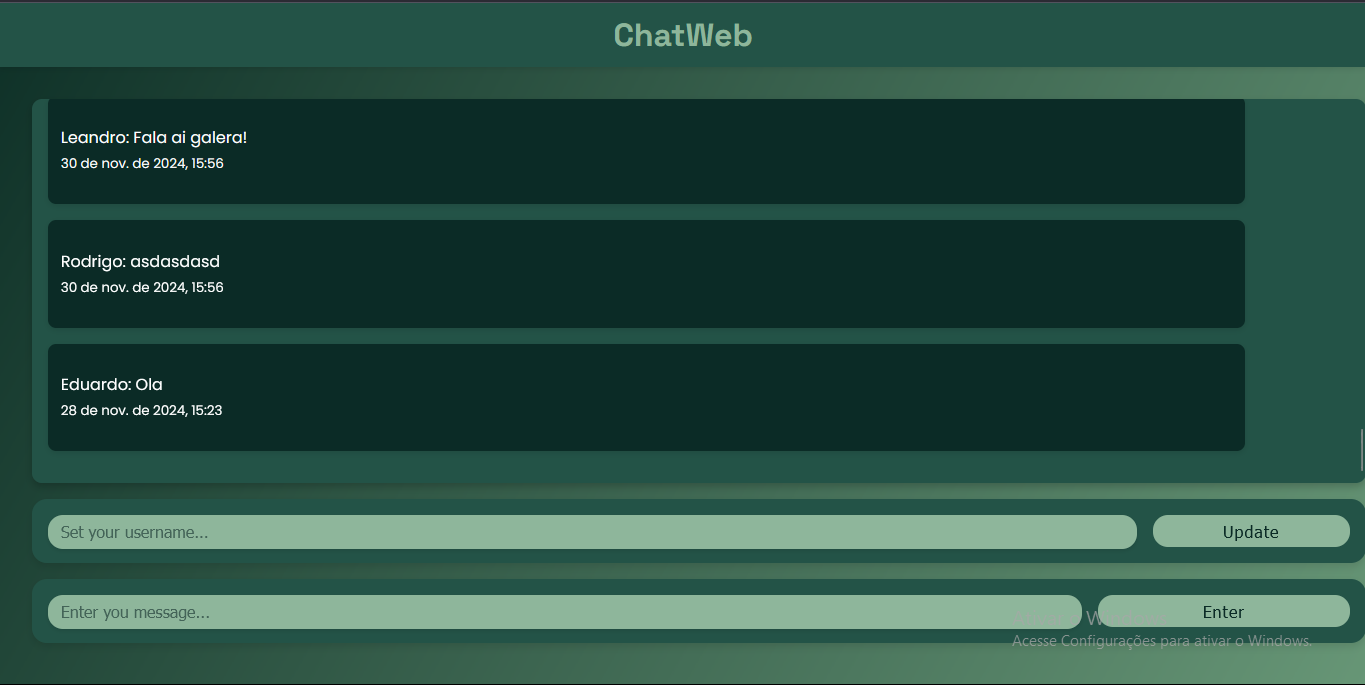 ChatWeb
Leandro: Fala ai galera!
30 de nov. de 2024, 15:56
Rodrigo: asdasdasd
30 de nov. de 2024, 15:56
Eduardo: Ola
28 de nov. de 2024, 15:23
Set your username...
Update
Enter you message...
Enter
Acesse Configurações para ativar o Windows.